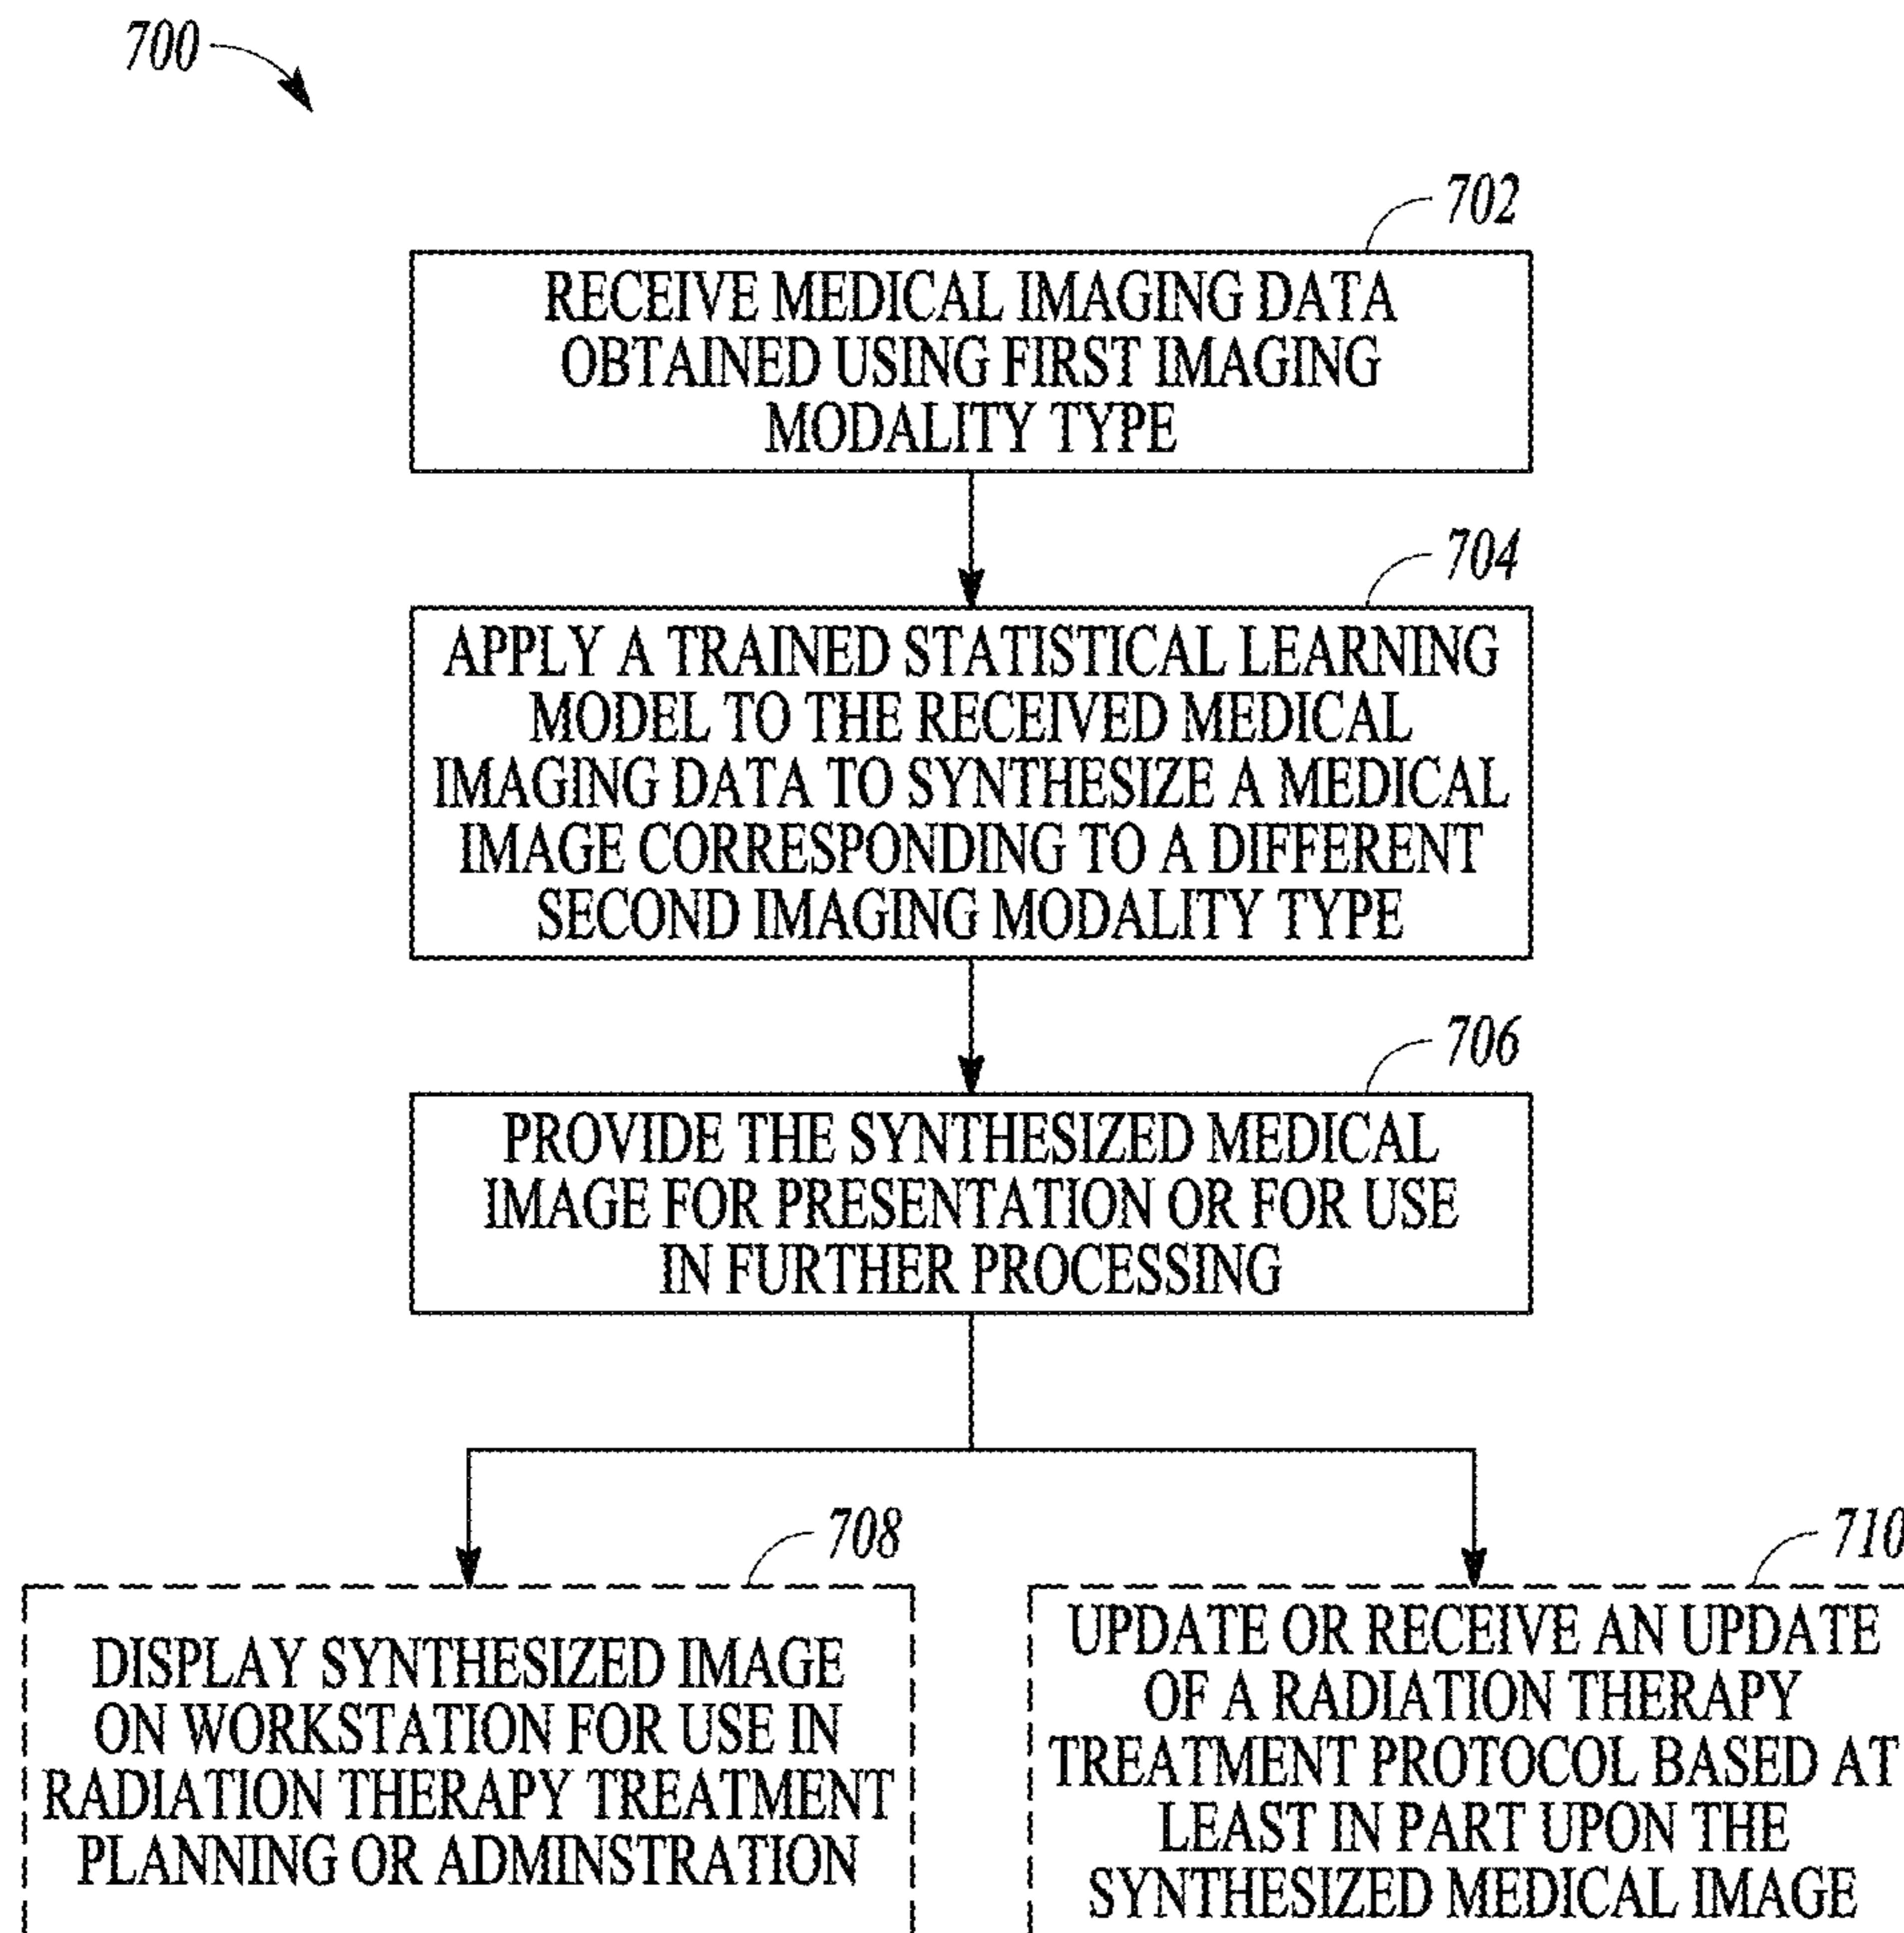 700
702
RECEIVE MEDICAL IMAGING DATA
OBTAINED USING FIRST IMAGING
MODALITY TYPE
704
APPLY A TRAINED STATISTICAL LEARNING
MODEL TO THE RECEIVED MEDICAL
IMAGING DATA TO SYNTHESIZE A MEDICAL
IMAGE CORRESPONDING TO A DIFFERENT
SECOND IMAGING MODALITY TYPE
706
PROVIDE THE SYNTHESIZED MEDICAL
IMAGE FOR PRESENTATION OR FOR USE
IN FURTHER PROCESSING
708
DISPLAY SYNTHESIZED IMAGE
ON WORKSTATION FOR USE IN
RADIATION THERAPY TREATMENT
PLANNING OR ADMINSTRATION
710
UPDATE OR RECEIVE AN UPDATE
OF A RADIATION THERAPY
TREATMENT PROTOCOL BASED AT
LEAST IN PART UPON THE
SYNTHESIZED MEDICAL IMAGE